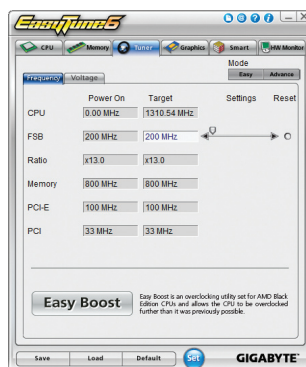 EasyTune6
CPU Memory Tuner Graphics Smart HW Monitor
Mode
Easy Advance
Frequency Voltage
Power On Target Settings Reset
CPU 0.00 MHz 1310.54 MHz
FSB 200 MHz 200 MHz
Ratio x13.0 x13.0
Memory 800 MHz 800 MHz
PCI-E 100 MHz 100 MHz
PCI 33 MHz 33 MHz
Easy Boost
Easy Boost is an overclocking utility set for AMD Black
Edition CPUs and allows the CPU to be overclocked
further than it was previously possible.
Save Load Default Set GIGABYTE™